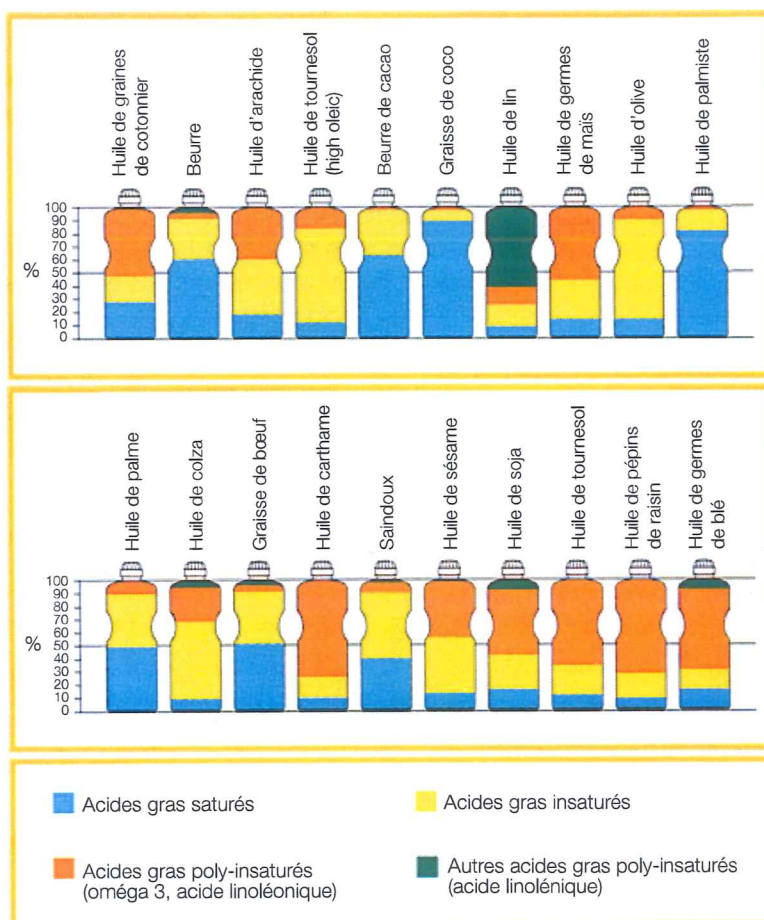 Huile de graines
de cotonnier
Beurre
Huile d'arachide
Huile de tournesol
(high oleic)
Beurre de cacao
Graisse de coco
Huile de lin
Huile de germes
de maïs
Huile d'olive
Huile de palmiste
100
90
80
70
60
50
40
30
20
10
0
%
Huile de palme
Huile de colza
Graisse de bœuf
Huile de carthame
Saindoux
Huile de sésame
Huile de soja
Huile de tournesol
Huile de pépins
de raisin
Huile de germes
de blé
100
90
80
70
60
50
40
30
20
10
0
%
Acides gras saturés
Acides gras insaturés
Acides gras poly-insaturés
(oméga 3, acide linoléonique)
Autres acides gras poly-insaturés
(acide linolénique)